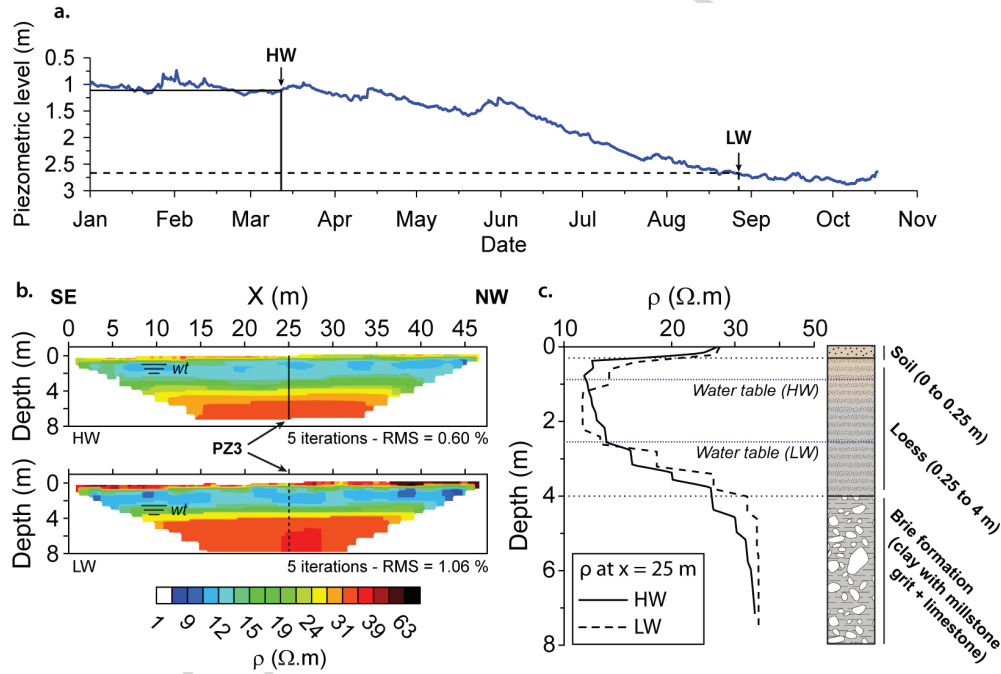 a.
Piezometric level (m)
0.5
1
1.5
2
2.5
3
HW
LW
Jan Feb Mar Apr May Jun Jul Aug Sep Oct Nov
Date
b. SE X (m) NW
0 5 10 15 20 25 30 35 40 45
Depth (m)
0
4
8
wt
HW
5 iterations - RMS = 0.60 %
PZ3
Depth (m)
0
4
8
wt
LW
5 iterations - RMS = 1.06 %
1 9 12 15 19 24 31 39 63
ρ (Ω.m)
c. ρ (Ω.m)
10 20 30 50
Depth (m)
0
2
4
6
8
Water table (HW)
Water table (LW)
ρ at x = 25 m
HW
LW
Soil (0 to 0.25 m)
Loess (0.25 to 4 m)
Brie formation
(clay with millstone
grit + limestone)